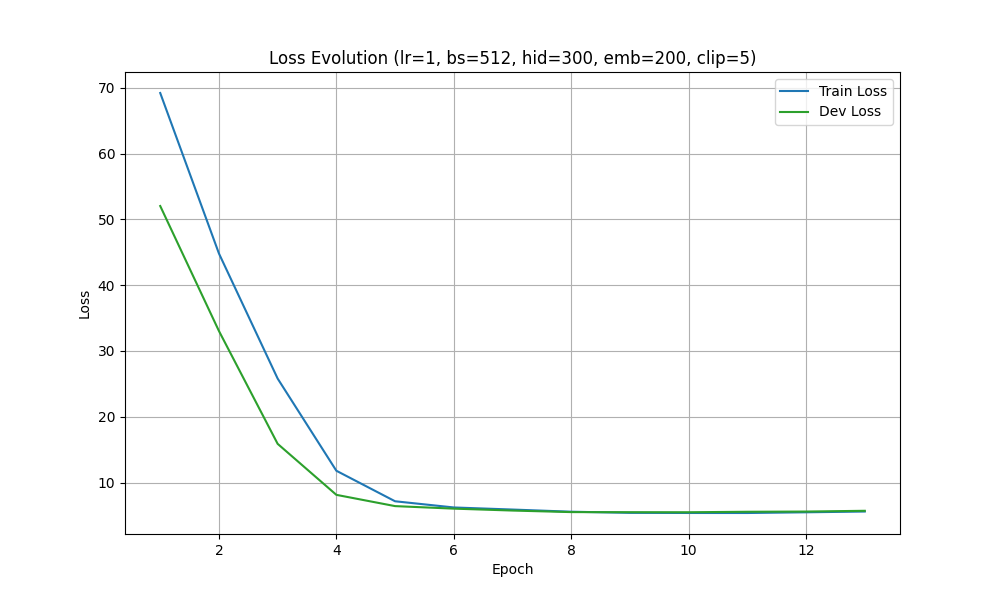 Loss Evolution (lr=1, bs=512, hid=300, emb=200, clip=5)
Train Loss
Dev Loss
70
60
50
40
30
20
10
Loss
2 4 6 8 10 12
Epoch